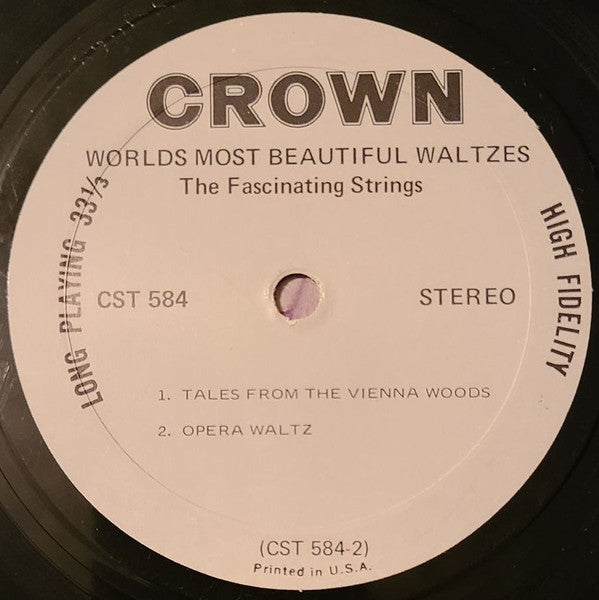 CROWN
WORLDS MOST BEAUTIFUL WALTZES
The Fascinating Strings
LONG PLAYING 33⅓
HIGH FIDELITY
CST 584
STEREO
1. TALES FROM THE VIENNA WOODS
2. OPERA WALTZ
(CST 584-2)
Printed in U.S.A.